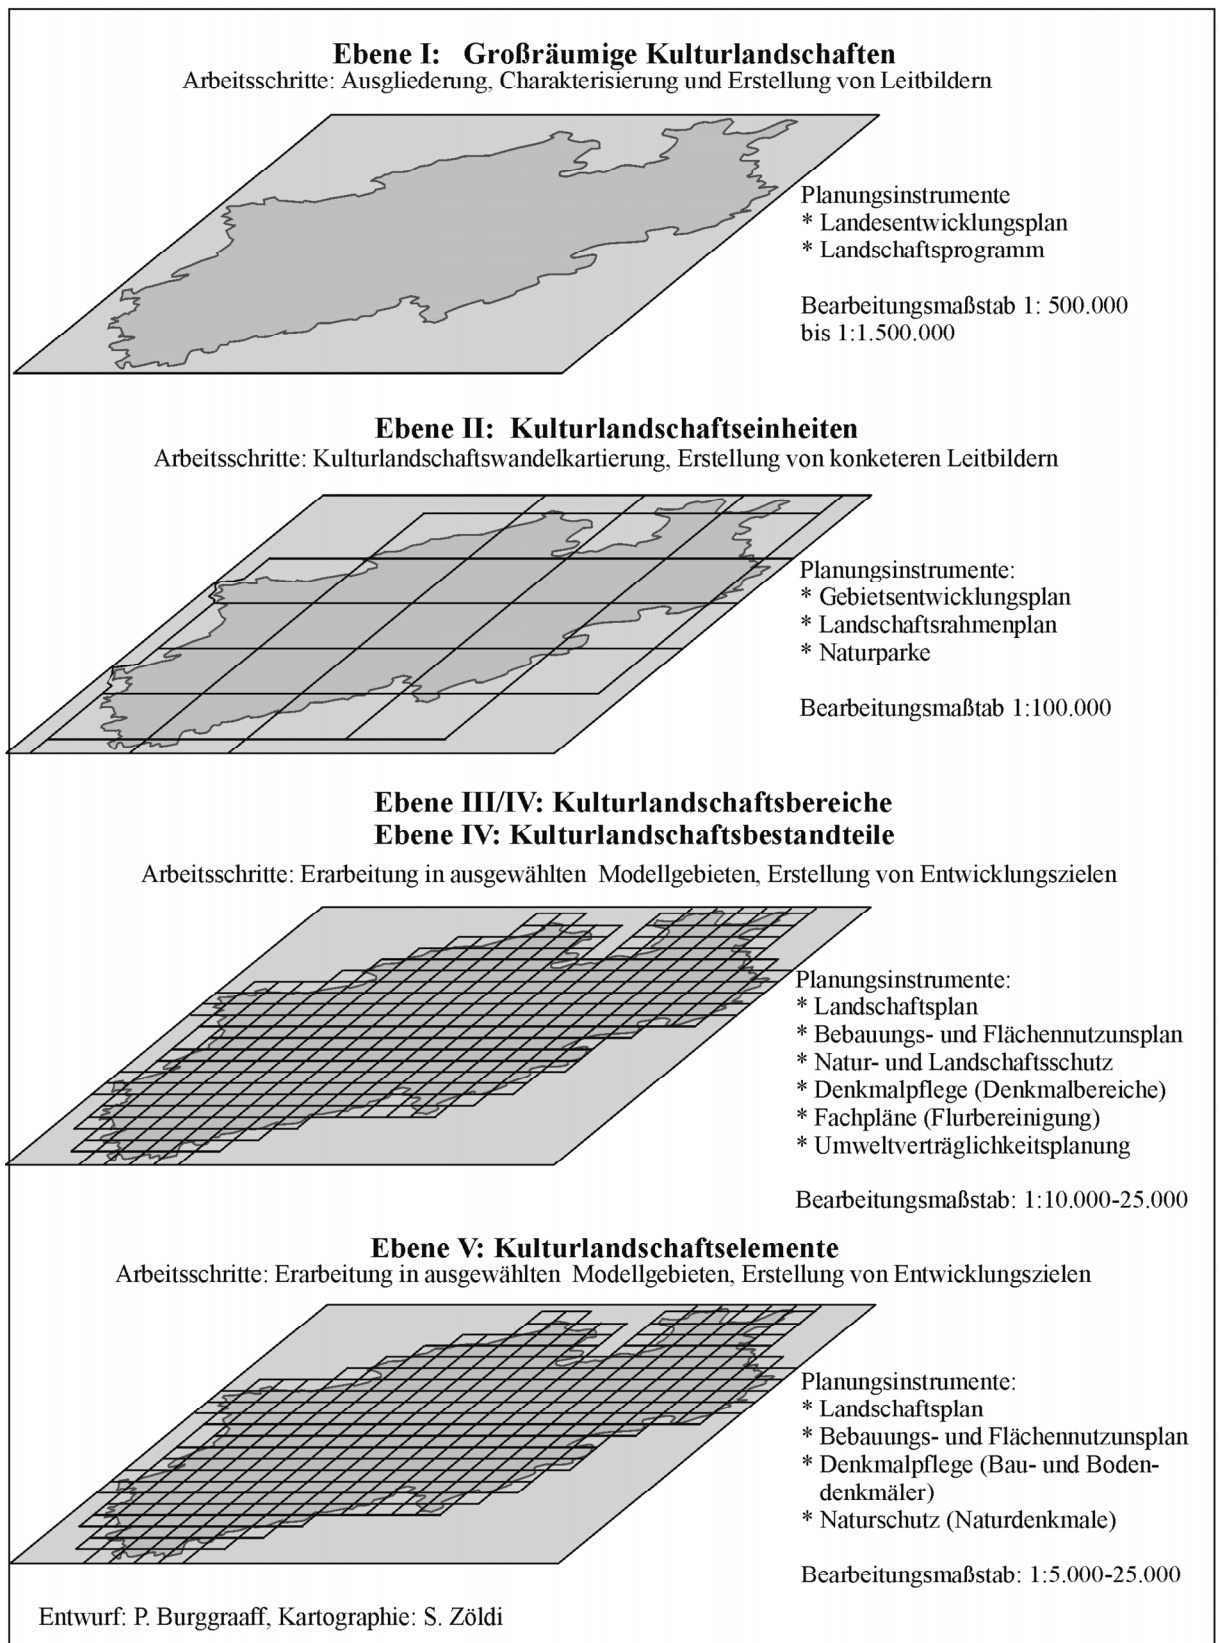 Ebene I: Großräumige Kulturlandschaften
Arbeitsschritte: Ausgliederung, Charakterisierung und Erstellung von Leitbildern
Planungsinstrumente
* Landesentwicklungsplan
* Landschaftsprogramm
Bearbeitungsmaßstab 1: 500.000
bis 1:1.500.000
Ebene II: Kulturlandschaftseinheiten
Arbeitsschritte: Kulturlandschaftswandelkartierung, Erstellung von konketeren Leitbildern
Planungsinstrumente:
* Gebietsentwicklungsplan
* Landschaftsrahmenplan
* Naturparke
Bearbeitungsmaßtab 1:100.000
Ebene III/IV: Kulturlandschaftsbereiche
Ebene IV: Kulturlandschaftsbestandteile
Arbeitsschritte: Erarbeitung in ausgewählten Modellgebieten, Erstellung von Entwicklungszielen
Planungsinstrumente:
* Landschaftsplan
* Bebauungs- und Flächennutzunsplan
* Natur- und Landschaftsschutz
* Denkmalpflege (Denkmalbereiche)
* Fachpläne (Flurbereinigung)
* Umweltverträglichkeitsplanung
Bearbeitungsmaßstab: 1:10.000-25.000
Ebene V: Kulturlandschaftselemente
Arbeitsschritte: Erarbeitung in ausgewählten Modellgebieten, Erstellung von Entwicklungszielen
Planungsinstrumente:
* Landschaftsplan
* Bebauungs- und Flächennutzunsplan
* Denkmalpflege (Bau- und Boden-
denkmäler)
* Naturschutz (Naturdenkmale)
Bearbeitungsmaßstab: 1:5.000-25.000
Entwurf: P. Burggraaff, Kartographie: S. Zöldi